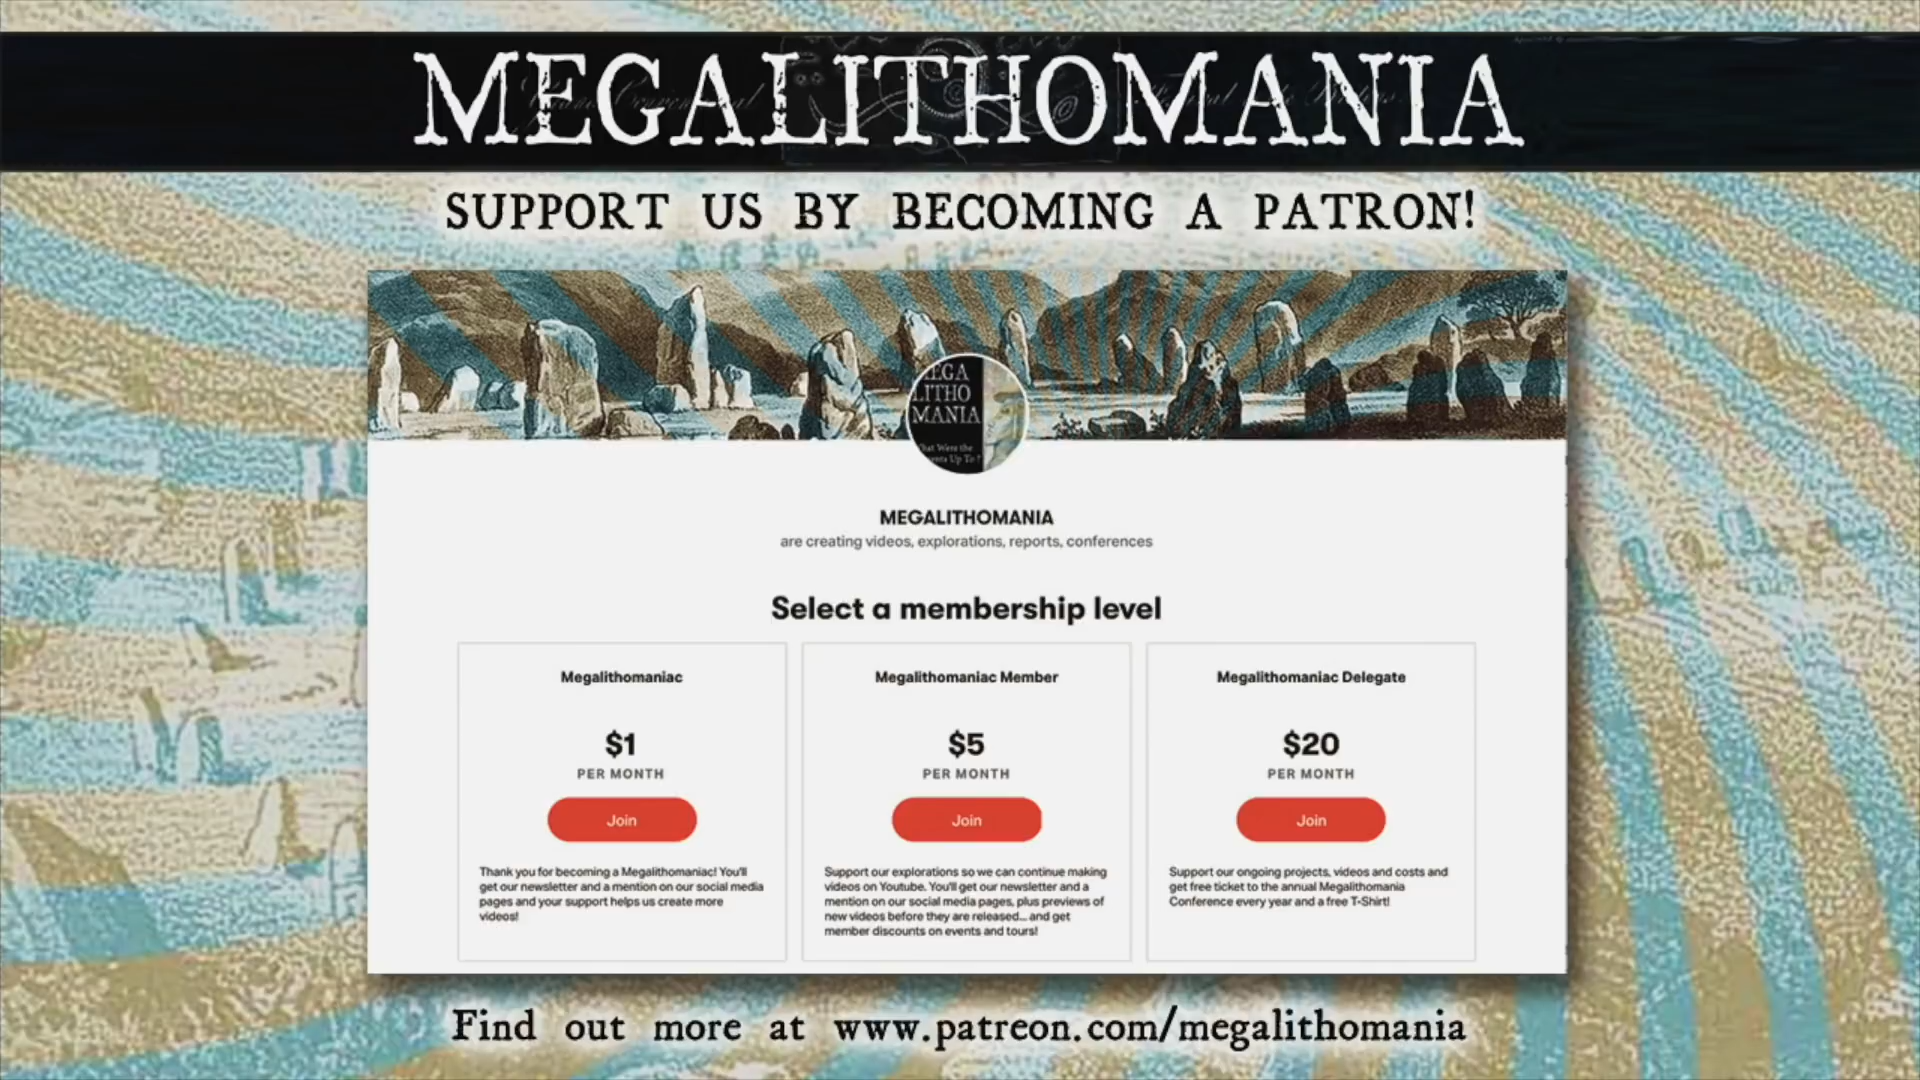 MEGALITHOMANIA
SUPPORT US BY BECOMING A PATRON!
MEGA
LITHO
MANIA
MEGALITHOMANIA
are creating videos, explorations, reports, conferences
Select a membership level
Megalithomaniac
$1
PER MONTH
Join
Thank you for becoming a Megalithomaniac! You'll
get our newsletter and a mention on our social media
pages and your support helps us create more
videos!
Megalithomaniac Member
$5
PER MONTH
Join
Support our explorations so we can continue making
videos on Youtube. You'll get our newsletter and a
mention on our social media pages, plus previews of
new videos before they are released... and get
member discounts on events and tours!
Megalithomaniac Delegate
$20
PER MONTH
Join
Support our ongoing projects, videos and costs and
get free ticket to the annual Megalithomania
Conference every year and a free T-Shirt!
Find out more at www.patreon.com/megalithomania